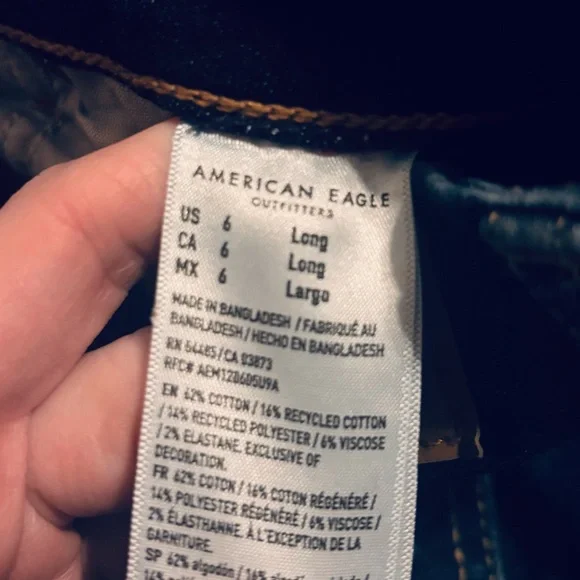 AMERICAN EAGLE
OUTFITTERS
US 6 Long
CA 6 Long
MX 6 Largo
MADE IN BANGLADESH / FABRIQUÉ AU
BANGLADESH / HECHO EN BANGLADESH
RN 54485/CA 03873
RFC# AEM120605U9A
EN 62% COTTON / 16% RECYCLED COTTON
/ 14% RECYCLED POLYESTER / 6% VISCOSE
/ 2% ELASTANE. EXCLUSIVE OF
DECORATION.
FR 62% COTON / 16% COTON RÉGÉNÉRÉ /
14% POLYESTER RÉGÉNÉRÉ / 6% VISCOSE /
2% ÉLASTHANNE. À L'EXCEPTION DE LA
GARNITURE.
SP 62% algodón / 16%